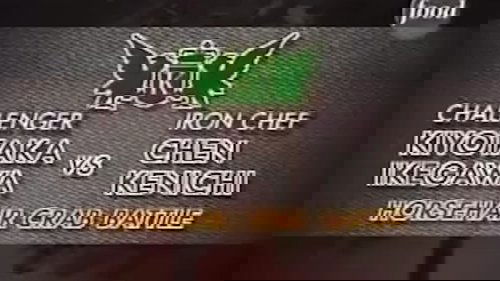 food
CHALLENGER
KIYOTAKA
IKEGAWA
VS
IRON CHEF
CHEN
KENICHI
HORSEHAIR CRAB BATTLE